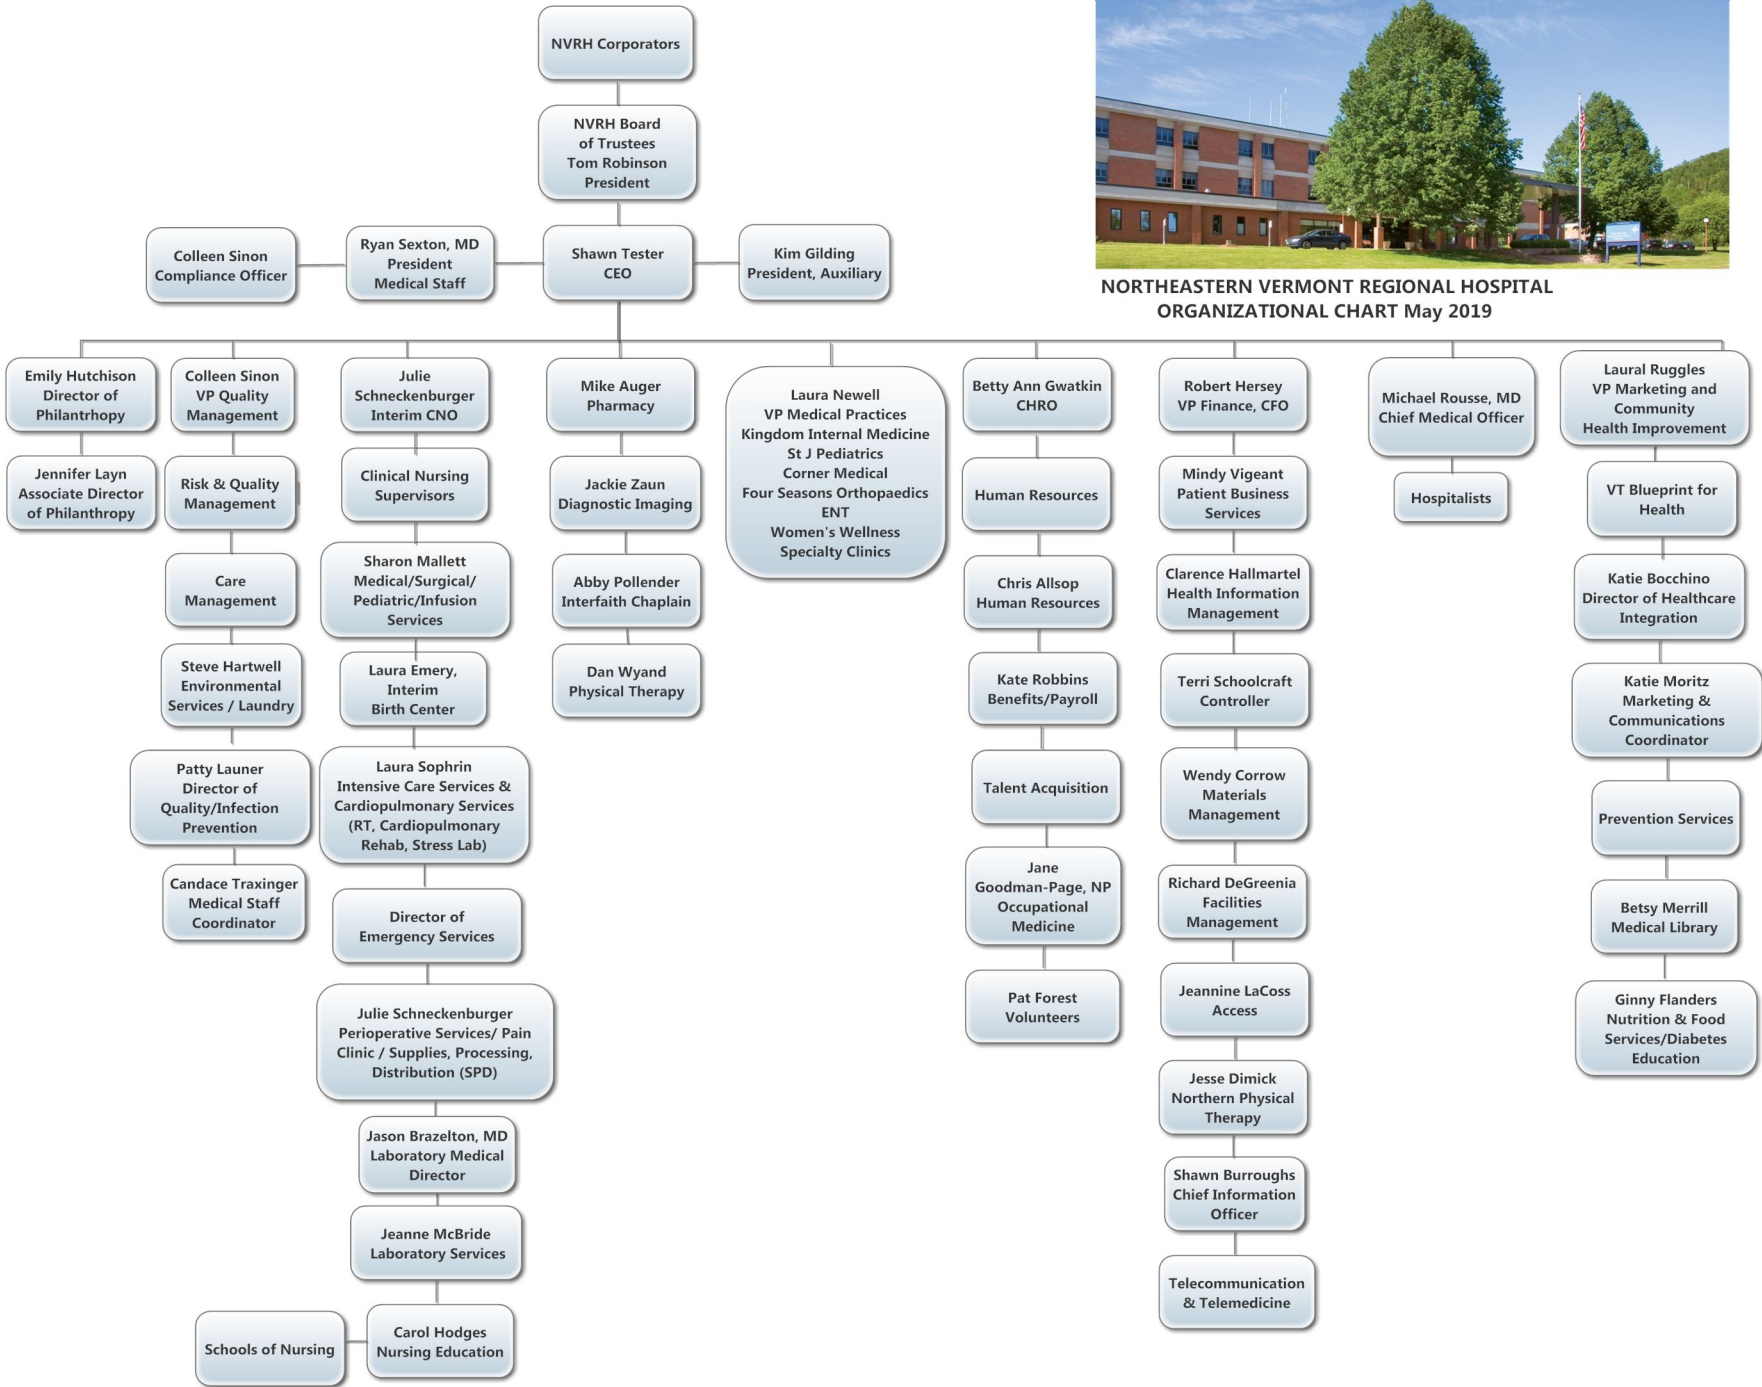 NVRH Corporators
NVRH Board
of Trustees
Tom Robinson
President
Colleen Sinon
Compliance Officer
Ryan Sexton, MD
President
Medical Staff
Shawn Tester
CEO
Kim Gilding
President, Auxiliary
NORTHEASTERN VERMONT REGIONAL HOSPITAL
ORGANIZATIONAL CHART May 2019
Emily Hutchison
Director of
Philantrhopy
Jennifer Layn
Associate Director
of Philanthropy
Colleen Sinon
VP Quality
Management
Risk & Quality
Management
Care
Management
Steve Hartwell
Environmental
Services / Laundry
Patty Launer
Director of
Quality/Infection
Prevention
Candace Traxinger
Medical Staff
Coordinator
Julie
Schneckenburger
Interim CNO
Clinical Nursing
Supervisors
Sharon Mallett
Medical/Surgical/
Pediatric/Infusion
Services
Laura Emery,
Interim
Birth Center
Laura Sophrin
Intensive Care Services &
Cardiopulmonary Services
(RT, Cardiopulmonary
Rehab, Stress Lab)
Director of
Emergency Services
Julie Schneckenburger
Perioperative Services/ Pain
Clinic / Supplies, Processing,
Distribution (SPD)
Jason Brazelton, MD
Laboratory Medical
Director
Jeanne McBride
Laboratory Services
Carol Hodges
Nursing Education
Schools of Nursing
Mike Auger
Pharmacy
Jackie Zaun
Diagnostic Imaging
Abby Pollender
Interfaith Chaplain
Dan Wyand
Physical Therapy
Laura Newell
VP Medical Practices
Kingdom Internal Medicine
St J Pediatrics
Corner Medical
Four Seasons Orthopaedics
ENT
Women's Wellness
Specialty Clinics
Betty Ann Gwatkin
CHRO
Human Resources
Chris Allsop
Human Resources
Kate Robbins
Benefits/Payroll
Talent Acquisition
Jane
Goodman-Page, NP
Occupational
Medicine
Pat Forest
Volunteers
Robert Hersey
VP Finance, CFO
Mindy Vigeant
Patient Business
Services
Clarence Hallmartel
Health Information
Management
Terri Schoolcraft
Controller
Wendy Corrow
Materials
Management
Richard DeGreenia
Facilities
Management
Jeannine LaCoss
Access
Jesse Dimick
Northern Physical
Therapy
Shawn Burroughs
Chief Information
Officer
Telecommunication
& Telemedicine
Michael Rousse, MD
Chief Medical Officer
Hospitalists
Laural Ruggles
VP Marketing and
Community
Health Improvement
VT Blueprint for
Health
Katie Bocchino
Director of Healthcare
Integration
Katie Moritz
Marketing &
Communications
Coordinator
Prevention Services
Betsy Merrill
Medical Library
Ginny Flanders
Nutrition & Food
Services/Diabetes
Education